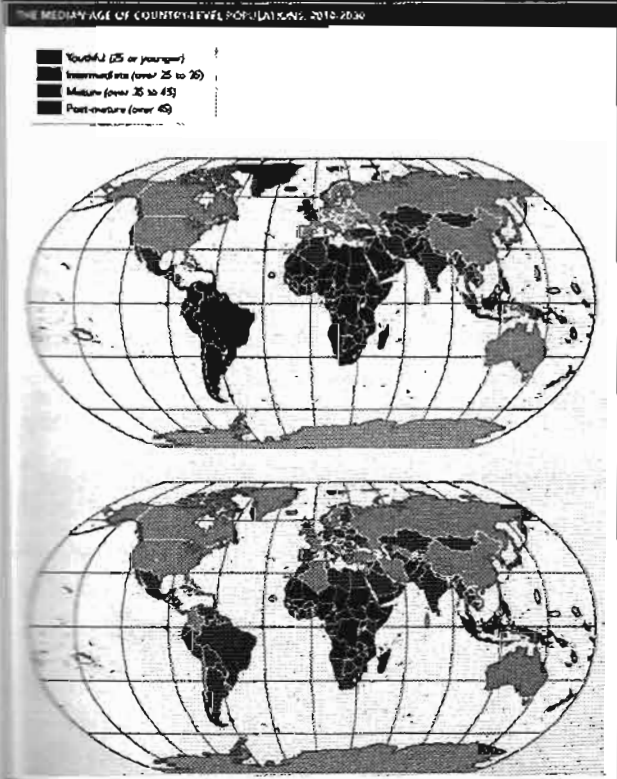 THE MEDIAN AGE OF COUNTRY-LEVEL POPULATIONS, 2010-2030
Youthful (25 or younger)
Intermediate (over 25 to 35)
Mature (over 35 to 45)
Post-mature (over 45)